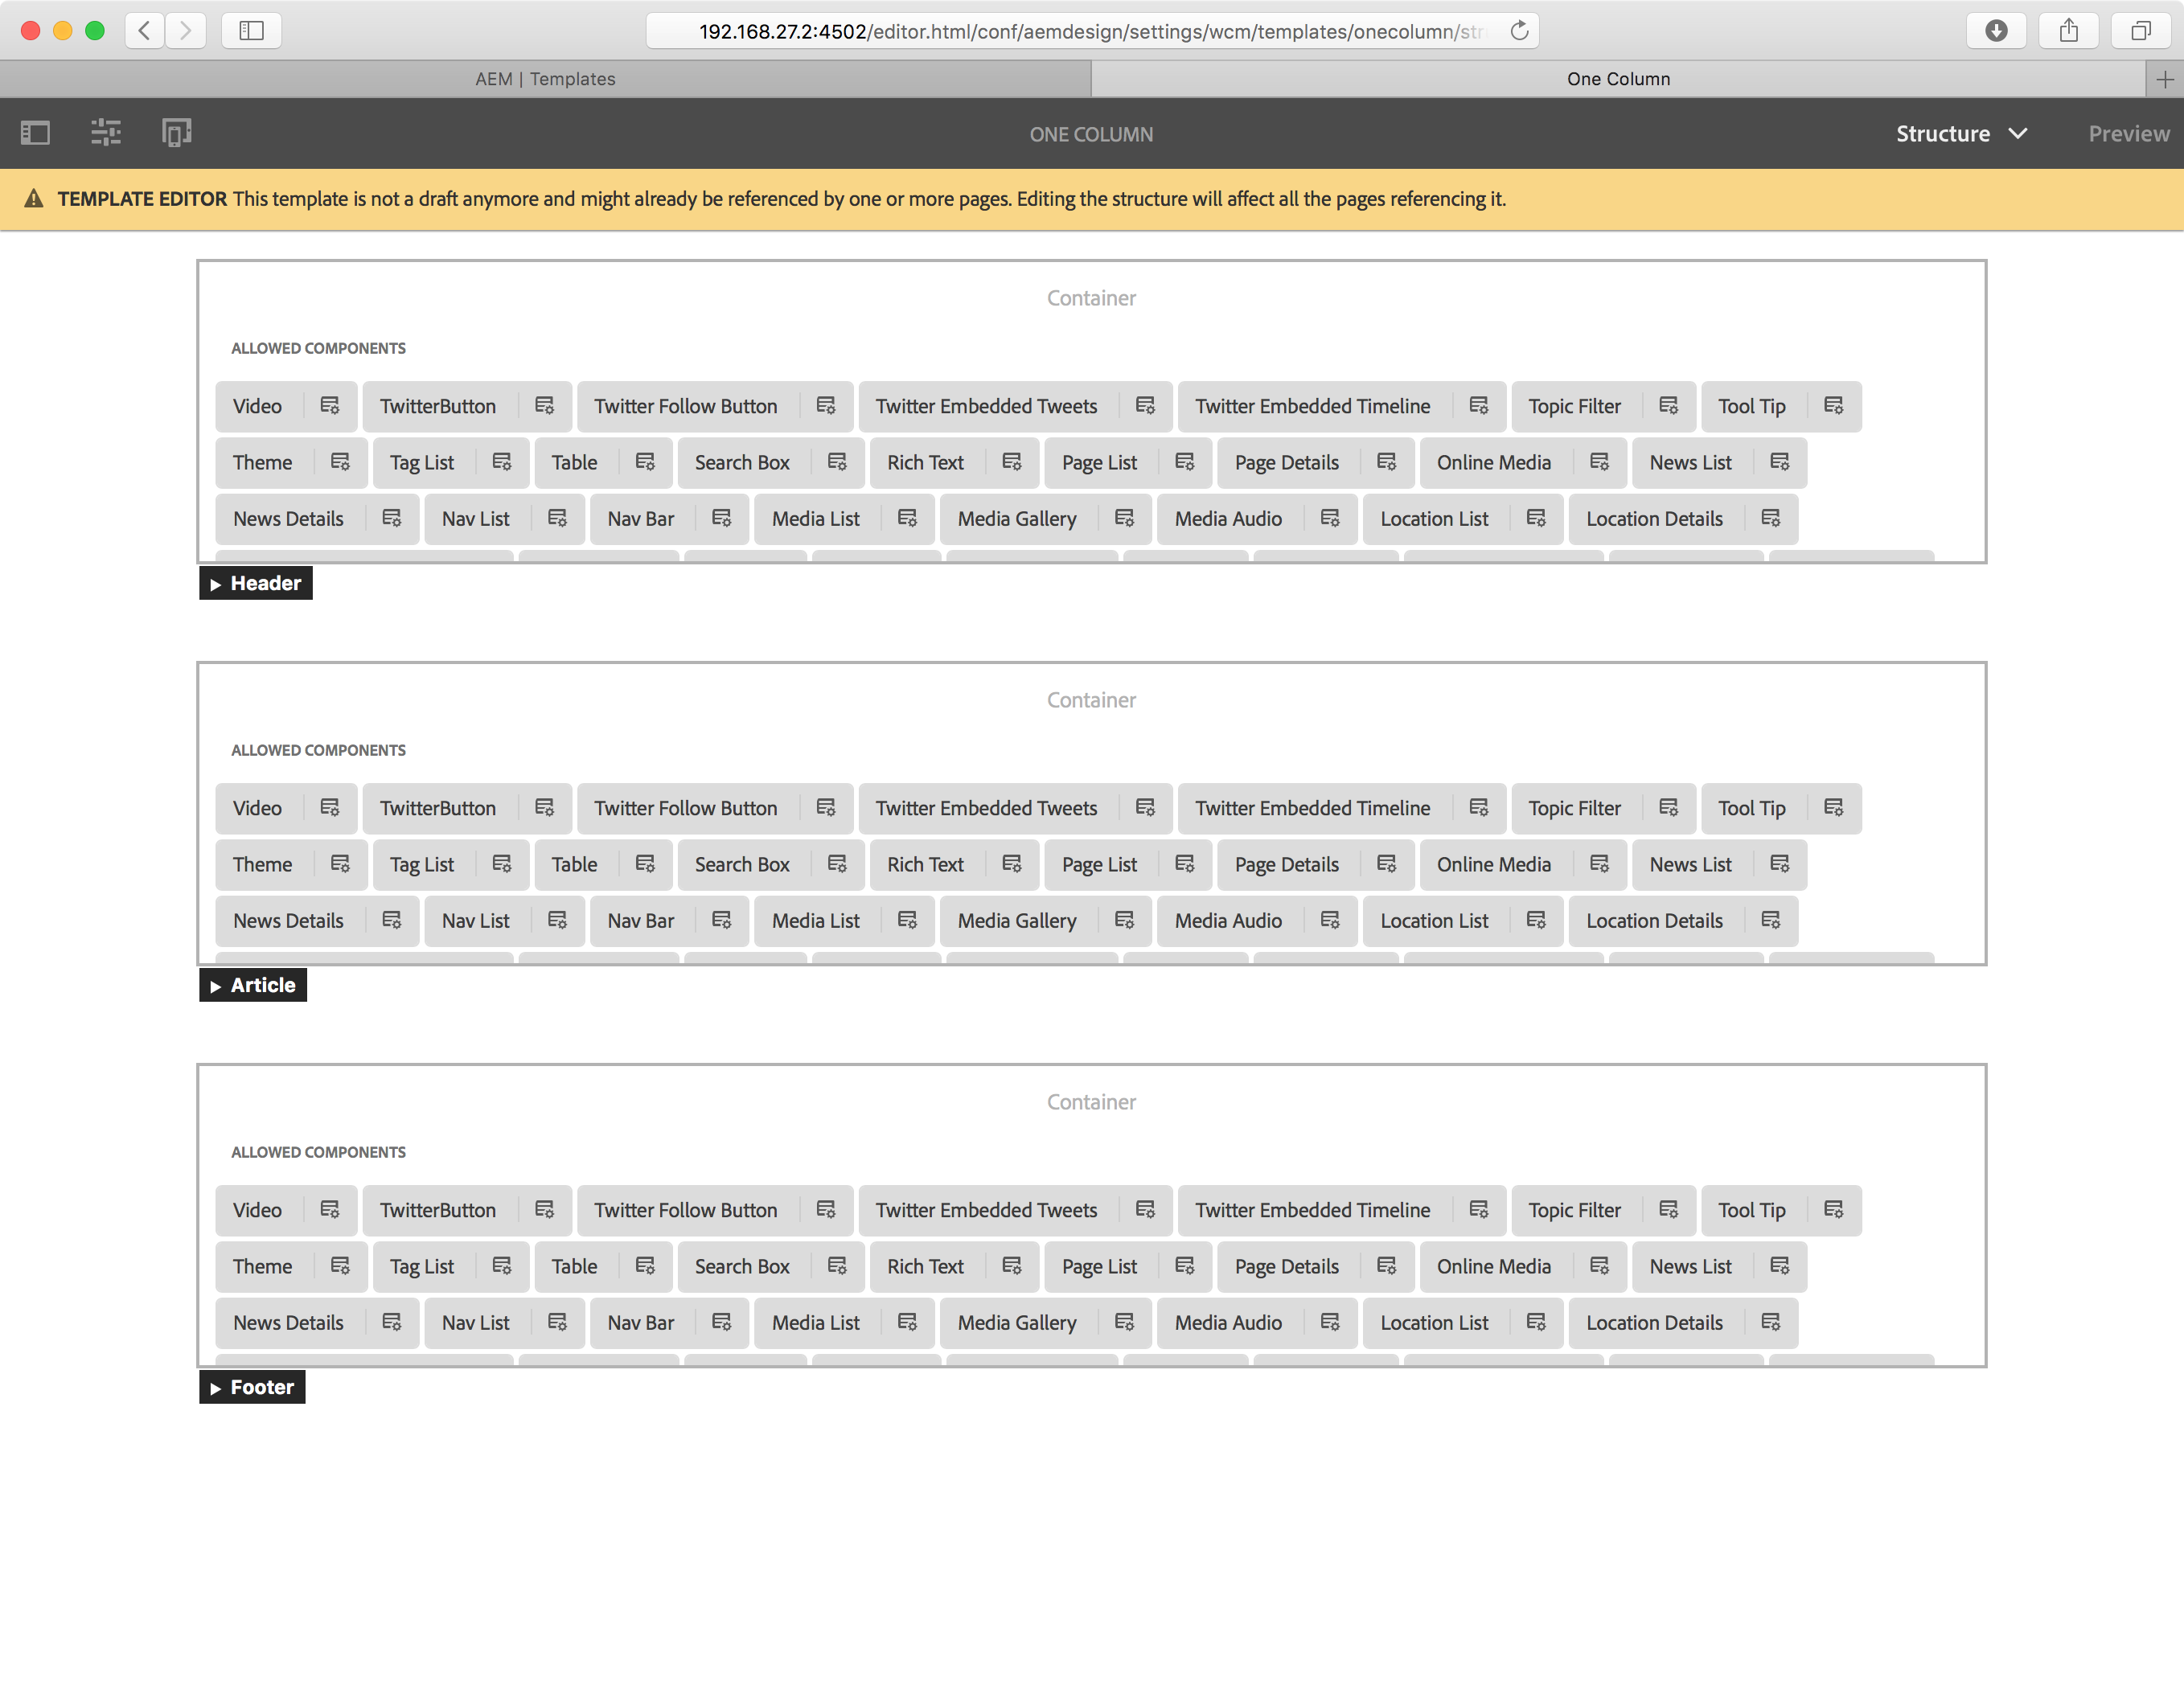 192.168.27.2:4502/editor.html/conf/aemdesign/settings/wcm/templates/onecolumn/str
AEM | Templates
One Column
ONE COLUMN
Structure
Preview
TEMPLATE EDITOR This template is not a draft anymore and might already be referenced by one or more pages. Editing the structure will affect all the pages referencing it.
Container
ALLOWED COMPONENTS
Video TwitterButton Twitter Follow Button Twitter Embedded Tweets Twitter Embedded Timeline Topic Filter Tool Tip
Theme Tag List Table Search Box Rich Text Page List Page Details Online Media News List
News Details Nav List Nav Bar Media List Media Gallery Media Audio Location List Location Details
Header
Container
ALLOWED COMPONENTS
Video TwitterButton Twitter Follow Button Twitter Embedded Tweets Twitter Embedded Timeline Topic Filter Tool Tip
Theme Tag List Table Search Box Rich Text Page List Page Details Online Media News List
News Details Nav List Nav Bar Media List Media Gallery Media Audio Location List Location Details
Article
Container
ALLOWED COMPONENTS
Video TwitterButton Twitter Follow Button Twitter Embedded Tweets Twitter Embedded Timeline Topic Filter Tool Tip
Theme Tag List Table Search Box Rich Text Page List Page Details Online Media News List
News Details Nav List Nav Bar Media List Media Gallery Media Audio Location List Location Details
Footer